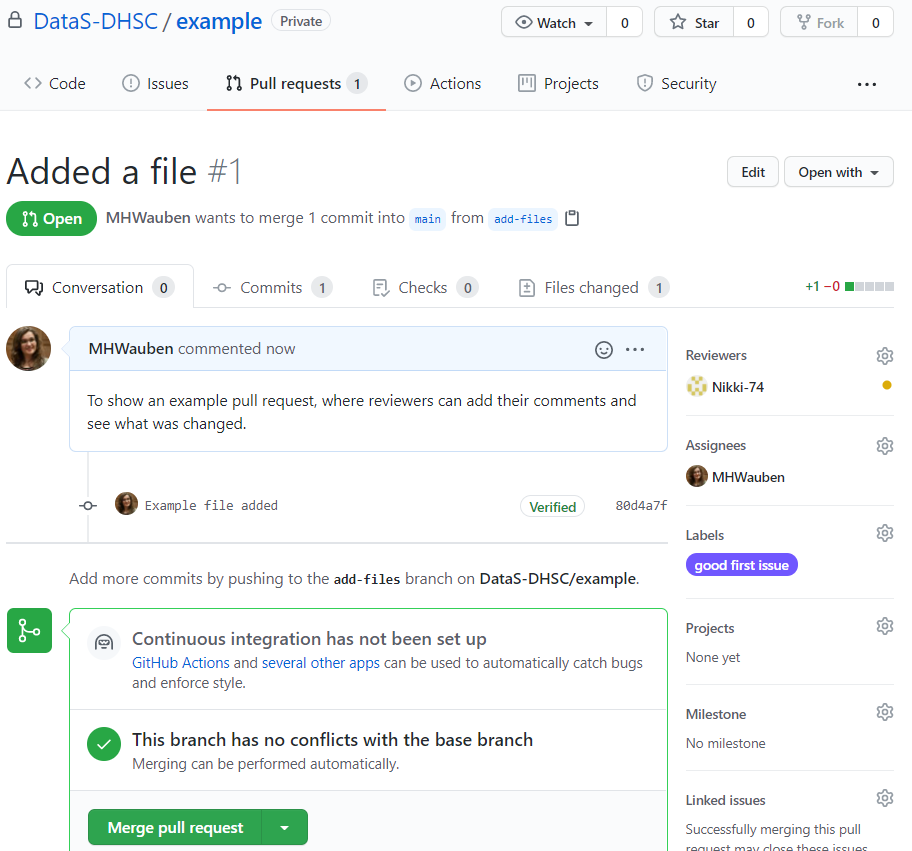 DataS-DHSC / example Private
Watch 0 Star 0 Fork 0
Code Issues Pull requests 1 Actions Projects Security ...
Added a file #1
Edit Open with
Open MHWauben wants to merge 1 commit into main from add-files
Conversation 0 Commits 1 Checks 0 Files changed 1 +1 −0
MHWauben commented now ...
To show an example pull request, where reviewers can add their comments and
see what was changed.
Example file added Verified 80d4a7f
Add more commits by pushing to the add-files branch on DataS-DHSC/example.
Continuous integration has not been set up
GitHub Actions and several other apps can be used to automatically catch bugs
and enforce style.
This branch has no conflicts with the base branch
Merging can be performed automatically.
Merge pull request
Reviewers
Nikki-74
Assignees
MHWauben
Labels
good first issue
Projects
None yet
Milestone
No milestone
Linked issues
Successfully merging this pull
request may close these issues.